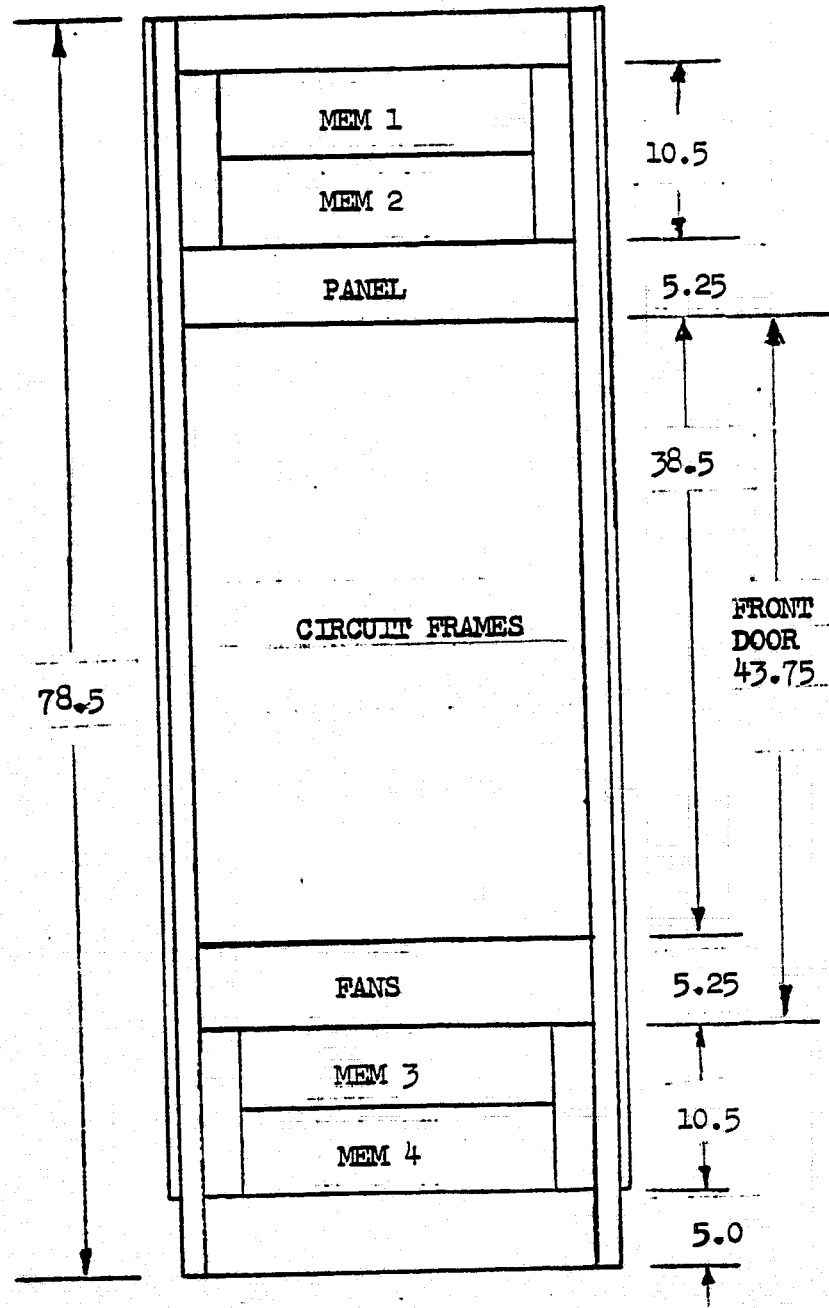 MEM 1
10.5
MEM 2
PANEL
5.25
38.5
CIRCUIT FRAMES
FRONT
DOOR
43.75
78.5
FANS
5.25
MEM 3
10.5
MEM 4
5.0